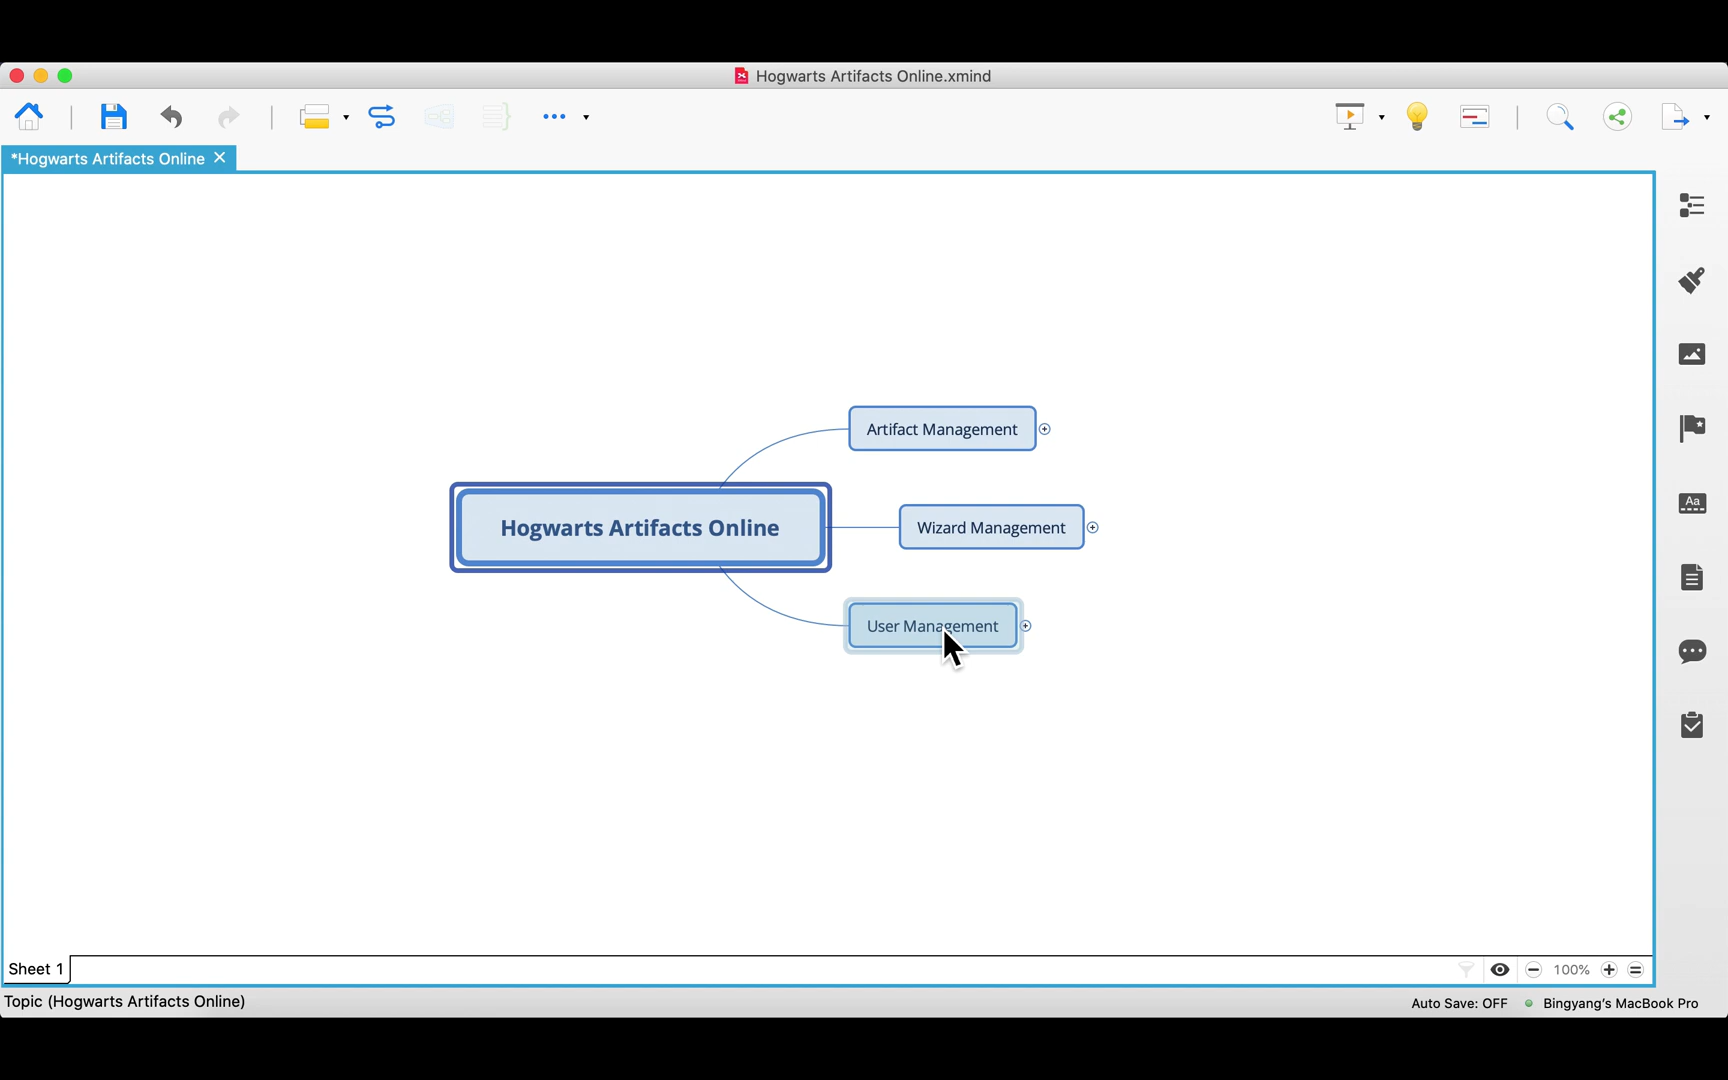 Hogwarts Artifacts Online.xmind
*Hogwarts Artifacts Online
Artifact Management
Hogwarts Artifacts Online
Wizard Management
User Management
Aa
Sheet 1
100%
Topic (Hogwarts Artifacts Online)
Auto Save: OFF
Bingyang's MacBook Pro